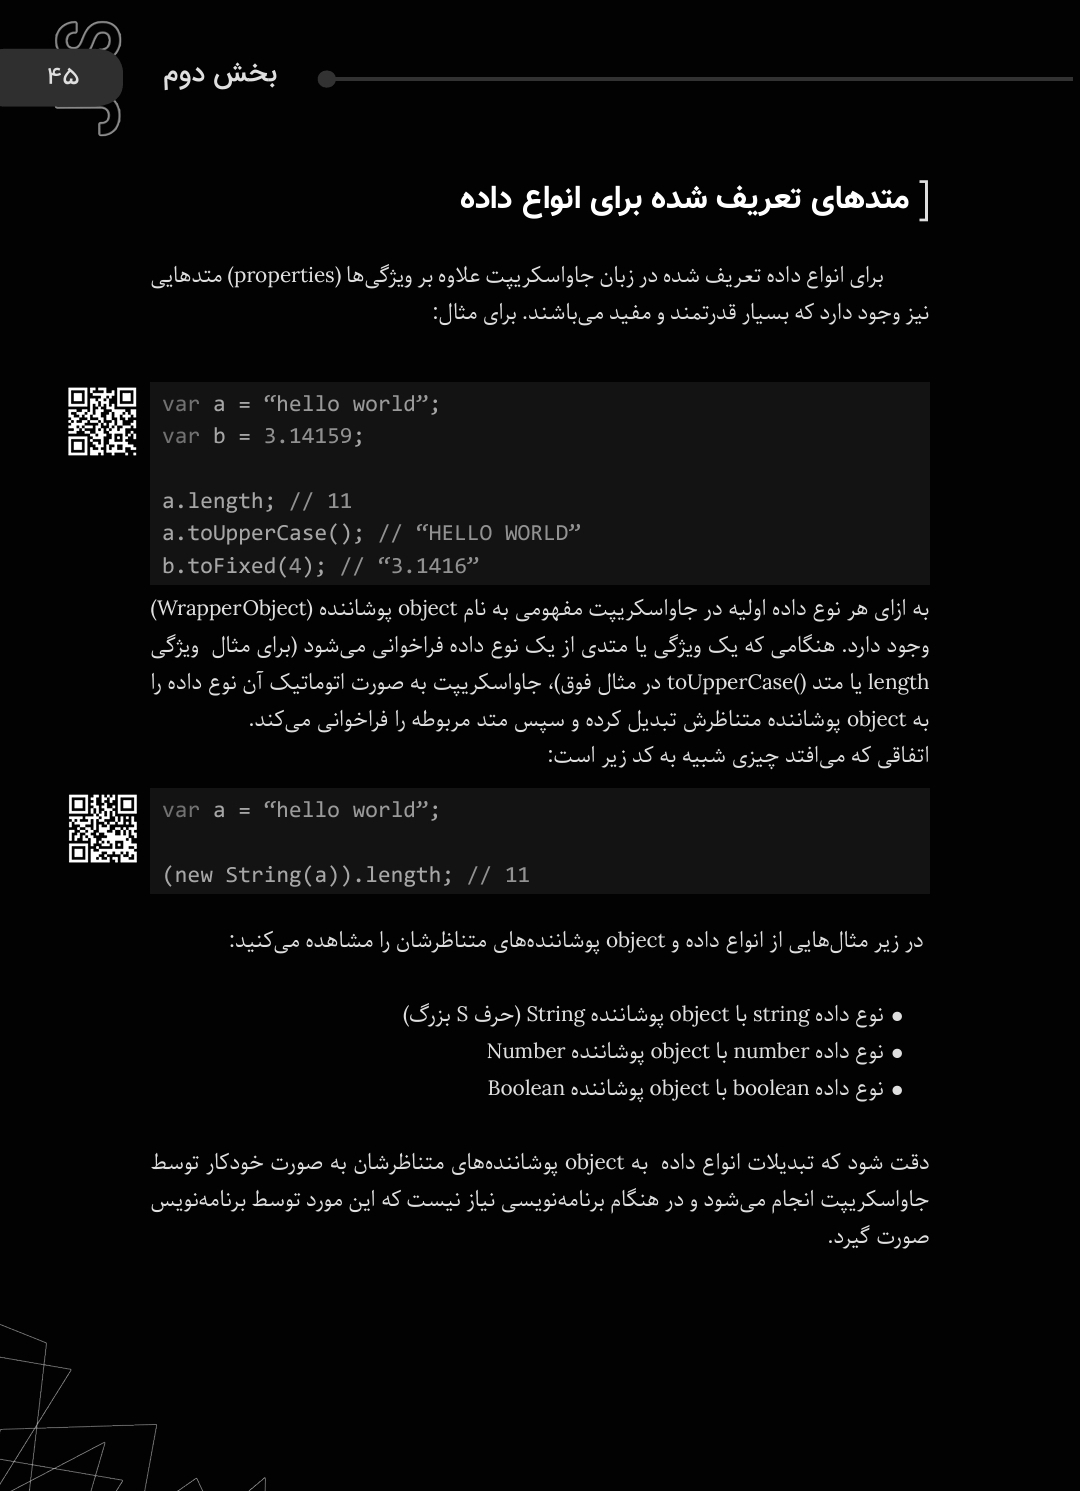 ۴۵
بخش دوم
متدهای تعریف شده برای انواع داده
برای انواع داده تعریف شده در زبان جاواسکریپت علاوه بر ویژگی‌ها (properties) متدهایی
نیز وجود دارد که بسیار قدرتمند و مفید می‌باشند. برای مثال:
var a = “hello world”;
var b = 3.14159;
a.length; // 11
a.toUpperCase(); // “HELLO WORLD”
b.toFixed(4); // “3.1416”
به ازای هر نوع داده اولیه در جاواسکریپت مفهومی به نام object پوشاننده (WrapperObject)
وجود دارد. هنگامی که یک ویژگی یا متدی از یک نوع داده فراخوانی می‌شود (برای مثال ویژگی
length یا متد toUpperCase() در مثال فوق)، جاواسکریپت به صورت اتوماتیک آن نوع داده را
به object پوشاننده متناظرش تبدیل کرده و سپس متد مربوطه را فراخوانی می‌کند.
اتفاقی که می‌افتد چیزی شبیه به کد زیر است:
var a = “hello world”;
(new String(a)).length; // 11
در زیر مثال‌هایی از انواع داده و object پوشاننده‌های متناظرشان را مشاهده می‌کنید:
● نوع داده string با object پوشاننده String (حرف S بزرگ)
● نوع داده number با object پوشاننده Number
● نوع داده boolean با object پوشاننده Boolean
دقت شود که تبدیلات انواع داده به object پوشاننده‌های متناظرشان به صورت خودکار توسط
جاواسکریپت انجام می‌شود و در هنگام برنامه‌نویسی نیاز نیست که این مورد توسط برنامه‌نویس
صورت گیرد.